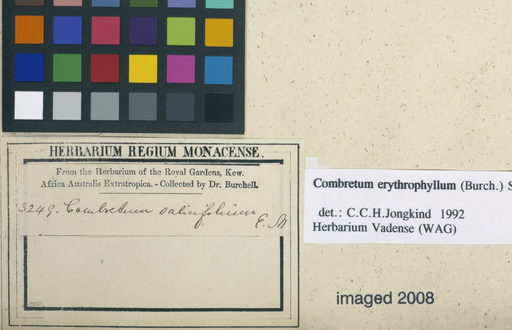 HERBARIUM REGIUM MONACENSE.
From the Herbarium of the Royal Gardens, Kew.
Africa Australis Extratropica. - Collected by Dr. Burchell.
3249. Combretum salicifolium
E. M
Combretum erythrophyllum (Burch.) S
det.: C.C.H.Jongkind 1992
Herbarium Vadense (WAG)
imaged 2008